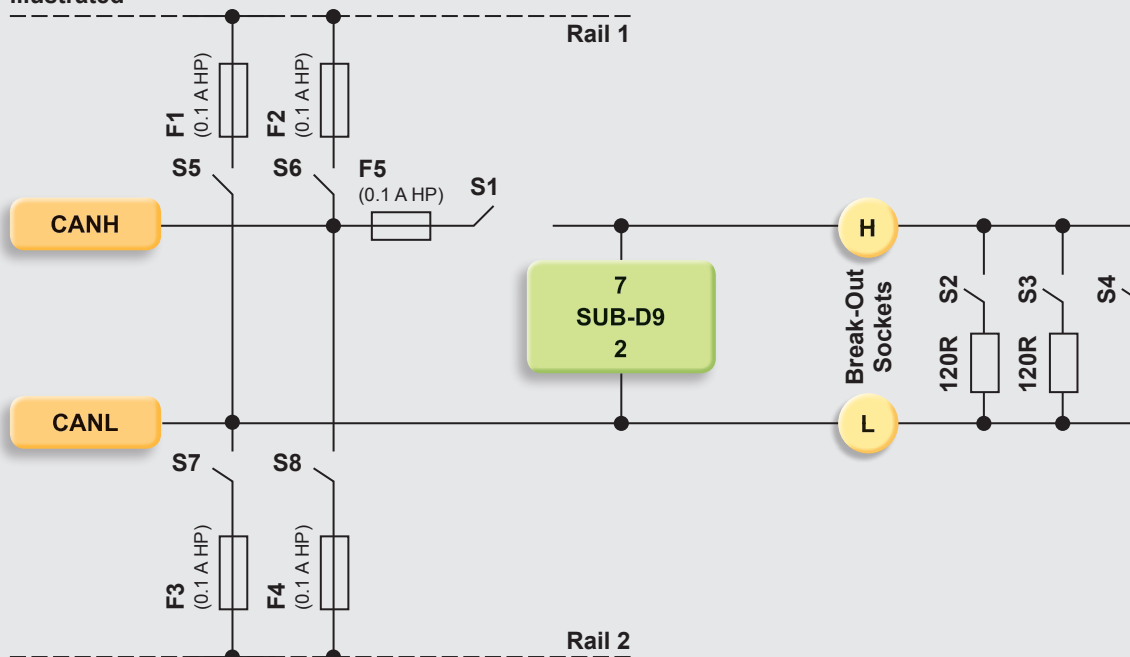 Rail 1
F1
(0.1 A HP)
F2
(0.1 A HP)
S5
S6
F5
(0.1 A HP)
S1
CANH
H
7
SUB-D9
2
Break-Out
Sockets
S2
120R
S3
120R
S4
CANL
L
S7
S8
F3
(0.1 A HP)
F4
(0.1 A HP)
Rail 2